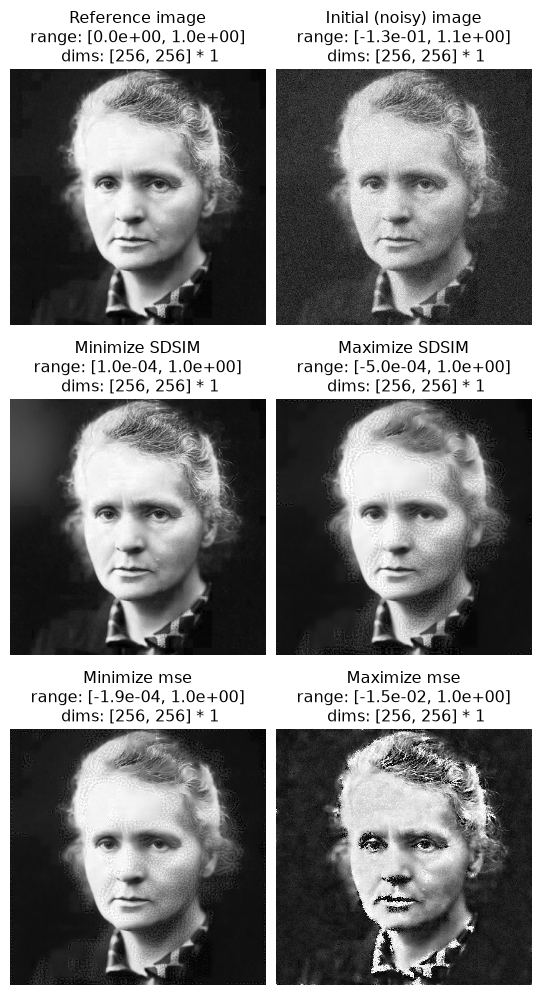 Reference image
range: [0.0e+00, 1.0e+00]
dims: [256, 256] * 1
Initial (noisy) image
range: [-1.3e-01, 1.1e+00]
dims: [256, 256] * 1
Minimize SDSIM
range: [1.0e-04, 1.0e+00]
dims: [256, 256] * 1
Maximize SDSIM
range: [-5.0e-04, 1.0e+00]
dims: [256, 256] * 1
Minimize mse
range: [-1.9e-04, 1.0e+00]
dims: [256, 256] * 1
Maximize mse
range: [-1.5e-02, 1.0e+00]
dims: [256, 256] * 1